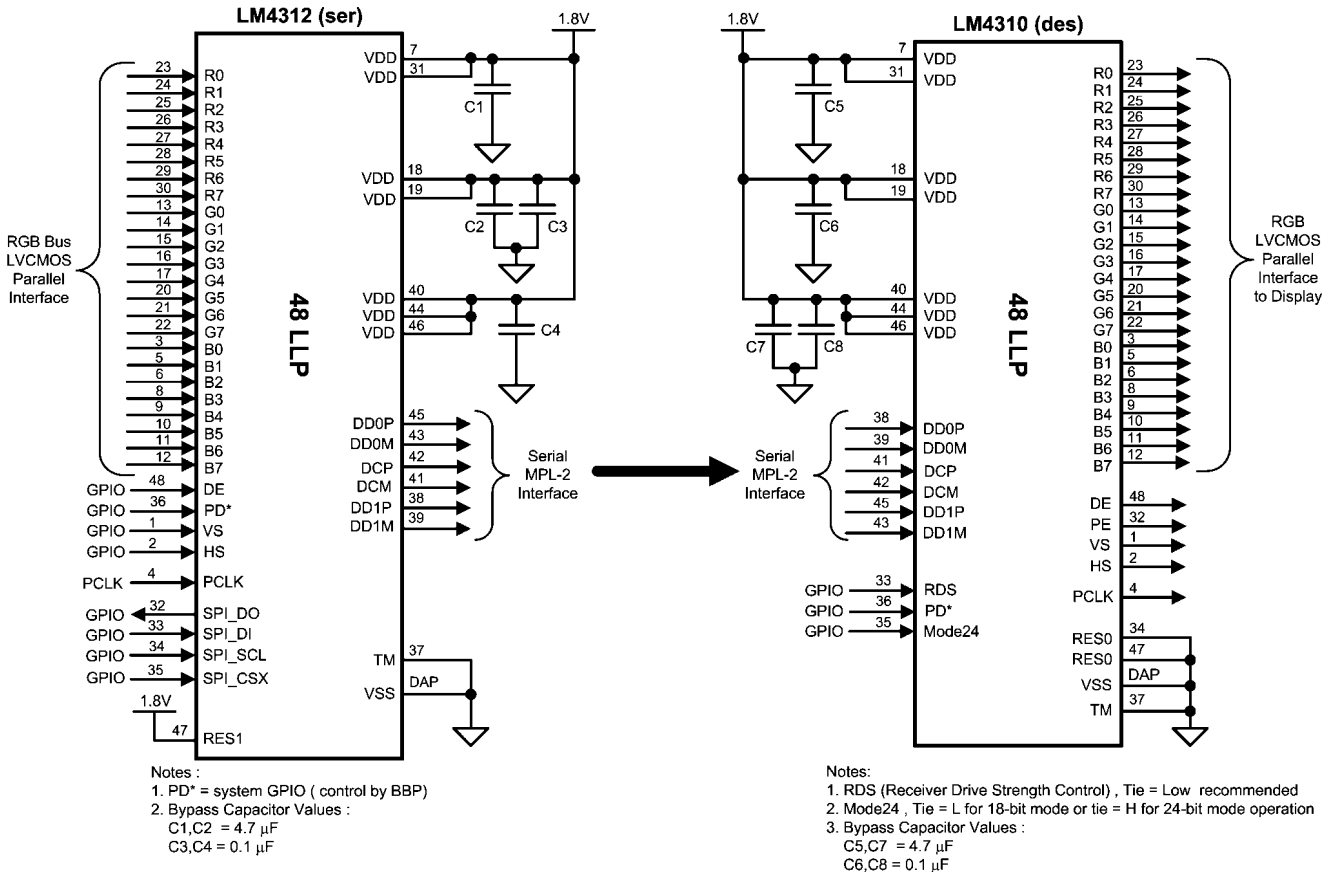 LM4312 (ser)
RGB Bus
LVCMOS
Parallel
Interface
23 R0
24 R1
25 R2
26 R3
27 R4
28 R5
29 R6
30 R7
13 G0
14 G1
15 G2
16 G3
17 G4
20 G5
21 G6
22 G7
3 B0
5 B1
6 B2
8 B3
9 B4
10 B5
11 B6
12 B7
GPIO 48 DE
GPIO 36 PD*
GPIO 1 VS
GPIO 2 HS
PCLK 4 PCLK
GPIO 32 SPI_DO
GPIO 33 SPI_DI
GPIO 34 SPI_SCL
GPIO 35 SPI_CSX
1.8V
47 RES1
48 LLP
1.8V
VDD 7
VDD 31
C1
VDD 18
VDD 19
C2 C3
VDD 40
VDD 44
VDD 46
C4
DD0P 45
DD0M 43
DCP 42
DCM 41
DD1P 38
DD1M 39
Serial
MPL-2
Interface
TM 37
VSS DAP
Notes :
1. PD* = system GPIO ( control by BBP)
2. Bypass Capacitor Values :
C1,C2 = 4.7 μF
C3,C4 = 0.1 μF
LM4310 (des)
1.8V
7 VDD
31 VDD
C5
18 VDD
19 VDD
C6
40 VDD
44 VDD
46 VDD
C7 C8
Serial
MPL-2
Interface
38 DD0P
39 DD0M
41 DCP
42 DCM
45 DD1P
43 DD1M
GPIO 33 RDS
GPIO 36 PD*
GPIO 35 Mode24
48 LLP
R0 23
R1 24
R2 25
R3 26
R4 27
R5 28
R6 29
R7 30
G0 13
G1 14
G2 15
G3 16
G4 17
G5 20
G6 21
G7 22
B0 3
B1 5
B2 6
B3 8
B4 9
B5 10
B6 11
B7 12
RGB
LVCMOS
Parallel
Interface
to Display
DE 48
PE 32
VS 1
HS 2
PCLK 4
RES0 34
RES0 47
VSS DAP
TM 37
Notes:
1. RDS (Receiver Drive Strength Control) , Tie = Low recommended
2. Mode24 , Tie = L for 18-bit mode or tie = H for 24-bit mode operation
3. Bypass Capacitor Values :
C5,C7 = 4.7 μF
C6,C8 = 0.1 μF